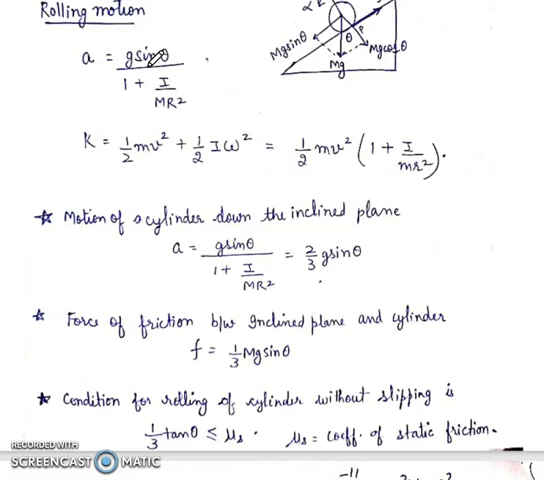 Rolling motion
α
P
Mgsinθ
θ
Mgcosθ
Mg
a = gsinθ / 1 + I/MR² .
K = 1/2 mv² + 1/2 Iω² = 1/2 mv² (1 + I/mr²).
☆ Motion of a cylinder down the inclined plane
a = gsinθ / 1 + I/MR² = 2/3 gsinθ .
☆ Force of friction b/w Inclined plane and cylinder
f = 1/3 Mgsinθ
★ Condition for rolling of cylinder without slipping is
1/3 tanθ ≤ μs . μs = coeff. of static friction.
RECORDED WITH
SCREENCAST O MATIC